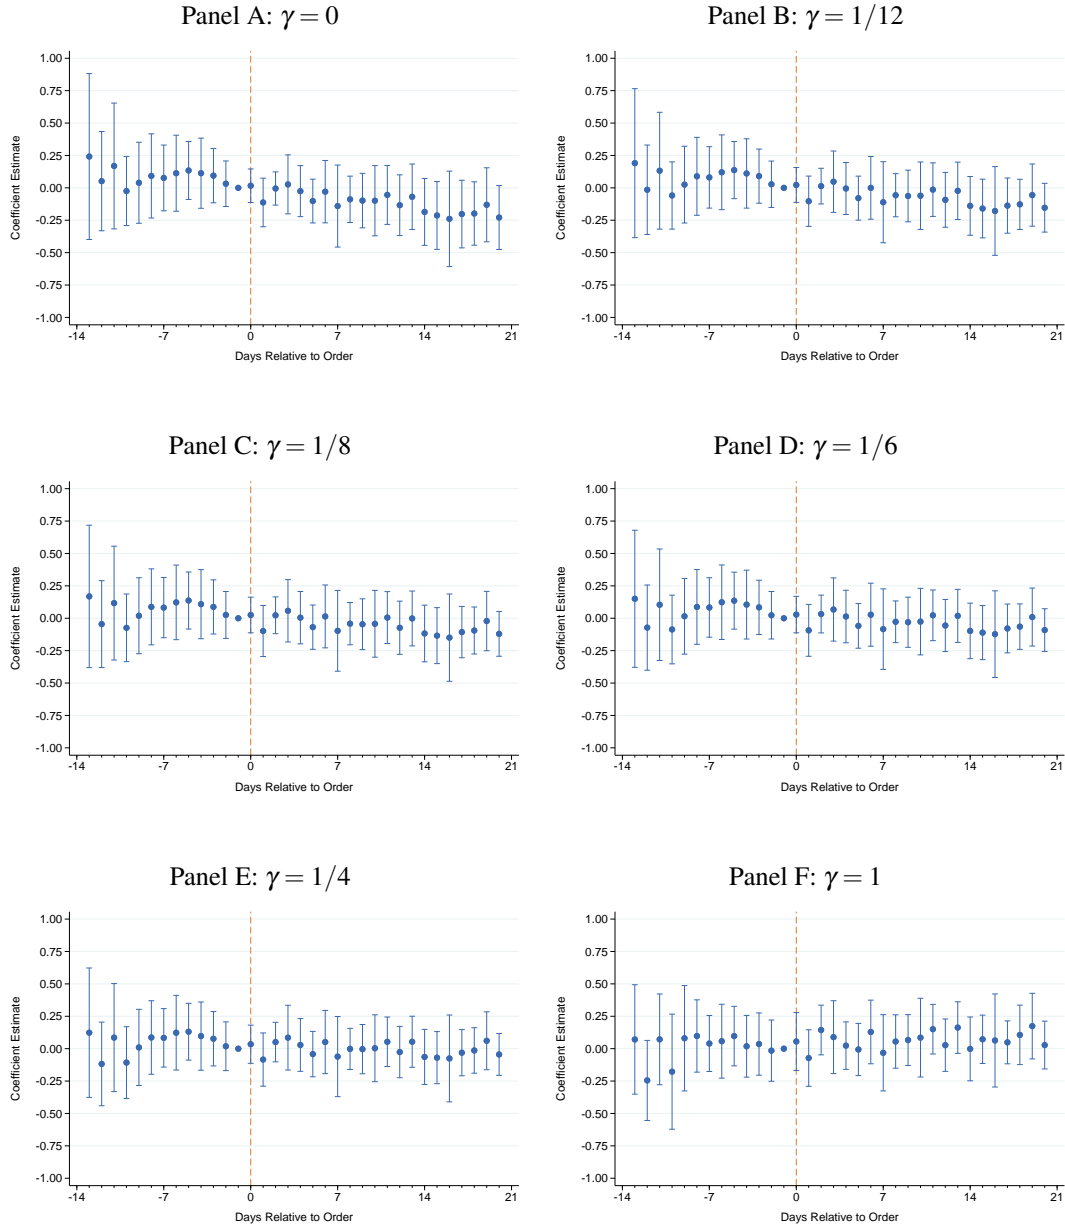 Panel A: γ = 0
Panel B: γ = 1/12
1.00
0.75
0.50
0.25
0.00
-0.25
-0.50
-0.75
-1.00
Coefficient Estimate
-14 -7 0 7 14 21
Days Relative to Order
1.00
0.75
0.50
0.25
0.00
-0.25
-0.50
-0.75
-1.00
Coefficient Estimate
-14 -7 0 7 14 21
Days Relative to Order
Panel C: γ = 1/8
Panel D: γ = 1/6
1.00
0.75
0.50
0.25
0.00
-0.25
-0.50
-0.75
-1.00
Coefficient Estimate
-14 -7 0 7 14 21
Days Relative to Order
1.00
0.75
0.50
0.25
0.00
-0.25
-0.50
-0.75
-1.00
Coefficient Estimate
-14 -7 0 7 14 21
Days Relative to Order
Panel E: γ = 1/4
Panel F: γ = 1
1.00
0.75
0.50
0.25
0.00
-0.25
-0.50
-0.75
-1.00
Coefficient Estimate
-14 -7 0 7 14 21
Days Relative to Order
1.00
0.75
0.50
0.25
0.00
-0.25
-0.50
-0.75
-1.00
Coefficient Estimate
-14 -7 0 7 14 21
Days Relative to Order